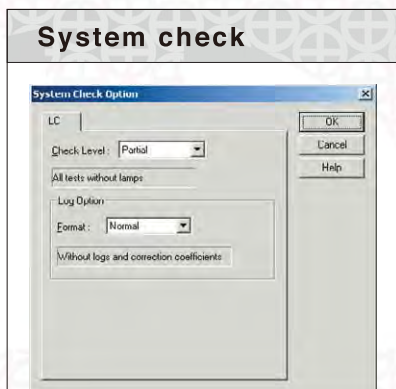 System check
System Check Option
LC
OK
Check Level: Partial
Cancel
All tests without lamps
Help
Log Option
Format: Normal
Without logs and correction coefficients